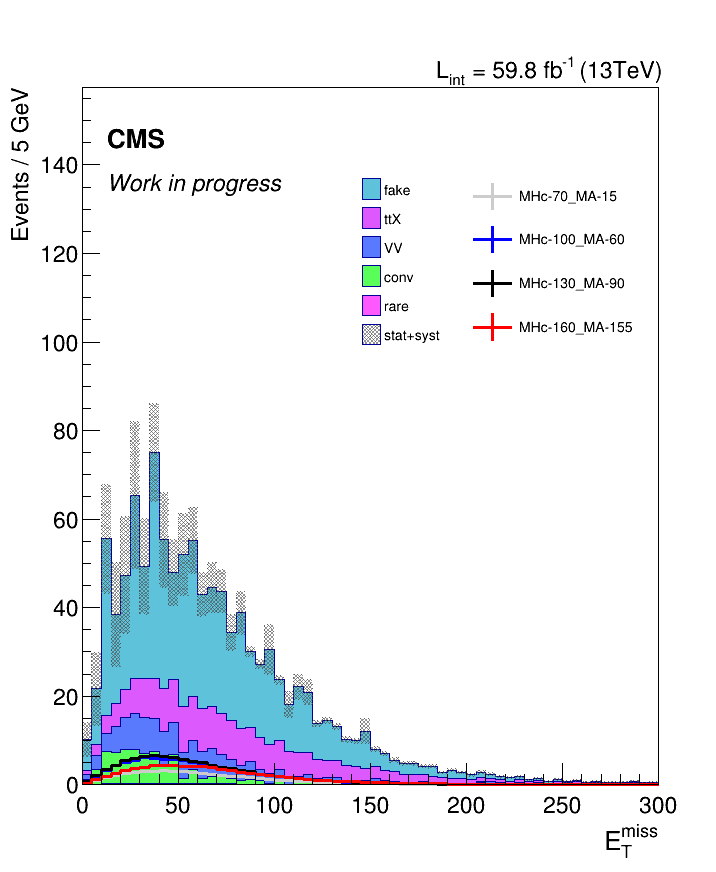 L_int = 59.8 fb^-1 (13TeV)
Events / 5 GeV
CMS
Work in progress
fake
ttX
VV
conv
rare
stat+syst
MHc-70_MA-15
MHc-100_MA-60
MHc-130_MA-90
MHc-160_MA-155
140
120
100
80
60
40
20
0
0 50 100 150 200 250 300
E_T^miss